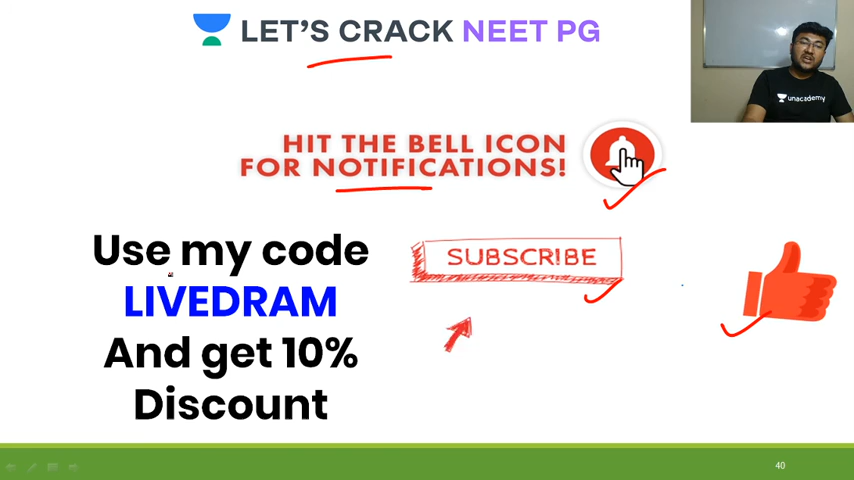 LET'S CRACK NEET PG
unacademy
HIT THE BELL ICON
FOR NOTIFICATIONS!
Use my code
LIVEDRAM
And get 10%
Discount
SUBSCRIBE
40